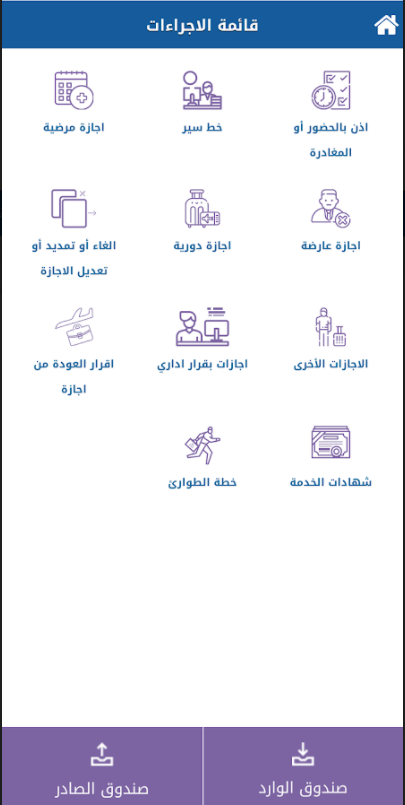 قائمة الاجراءات
اذن بالحضور أو
المغادرة
خط سير
اجازة مرضية
اجازة عارضة
اجازة دورية
الغاء أو تمديد أو
تعديل الاجازة
الاجازات الأخرى
اجازات بقرار اداري
اقرار العودة من
اجازة
شهادات الخدمة
خطة الطوارئ
صندوق الوارد
صندوق الصادر